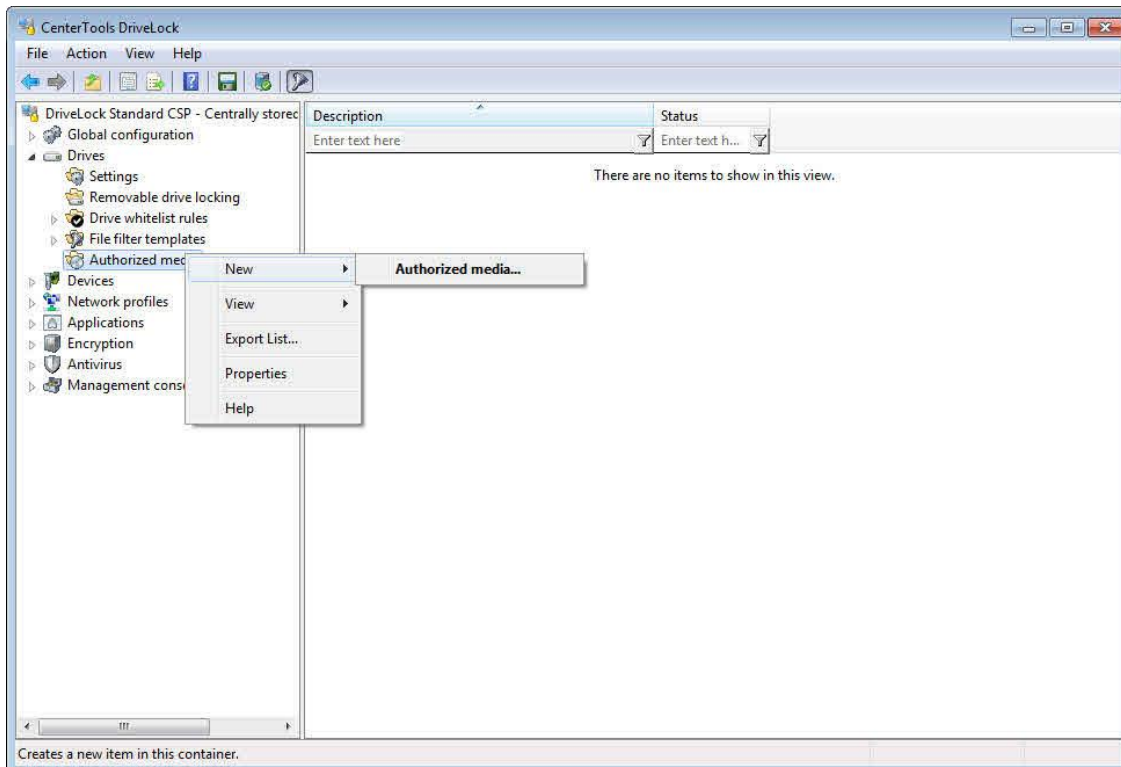 CenterTools DriveLock
File Action View Help
DriveLock Standard CSP - Centrally storec
Global configuration
Drives
Settings
Removable drive locking
Drive whitelist rules
File filter templates
Authorized med
Devices
Network profiles
Applications
Encryption
Antivirus
Management cons
Description Status
Enter text here Enter text h...
There are no items to show in this view.
New Authorized media...
View
Export List...
Properties
Help
Creates a new item in this container.